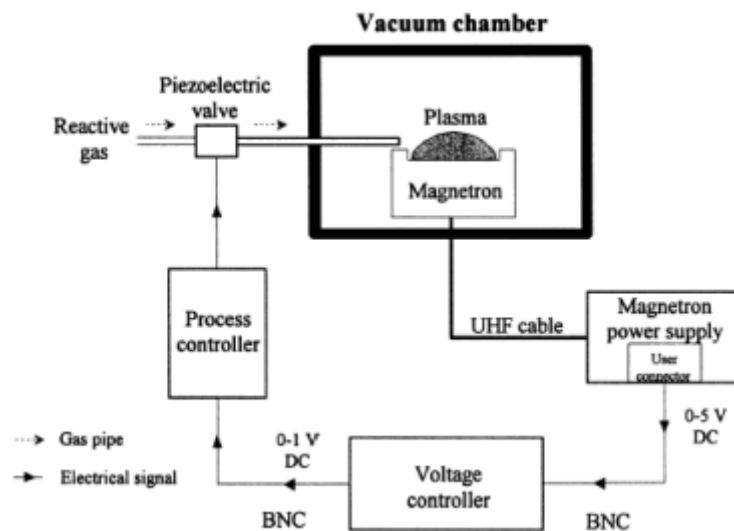 Vacuum chamber
Piezoelectric
valve
Reactive
gas
Plasma
Magnetron
Process
controller
UHF cable
Magnetron
power supply
User
connector
0-5 V
DC
0-1 V
DC
Gas pipe
Electrical signal
Voltage
controller
BNC
BNC